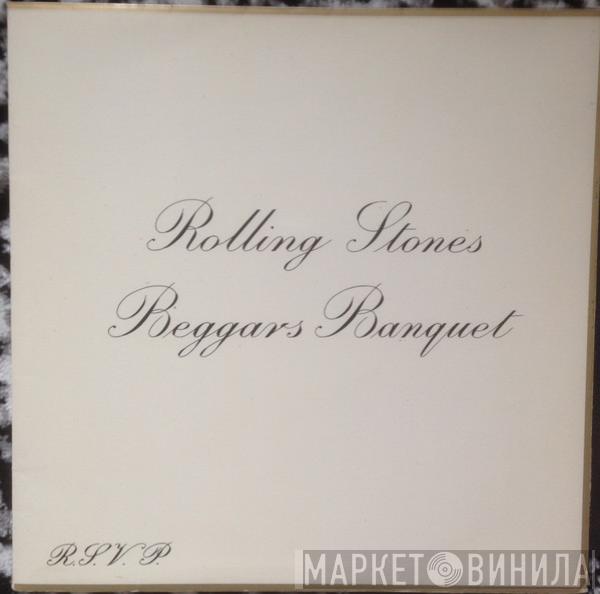 Rolling Stones
Beggars Banquet
R.S.V.P.
МАРКЕТ ВИНИЛА